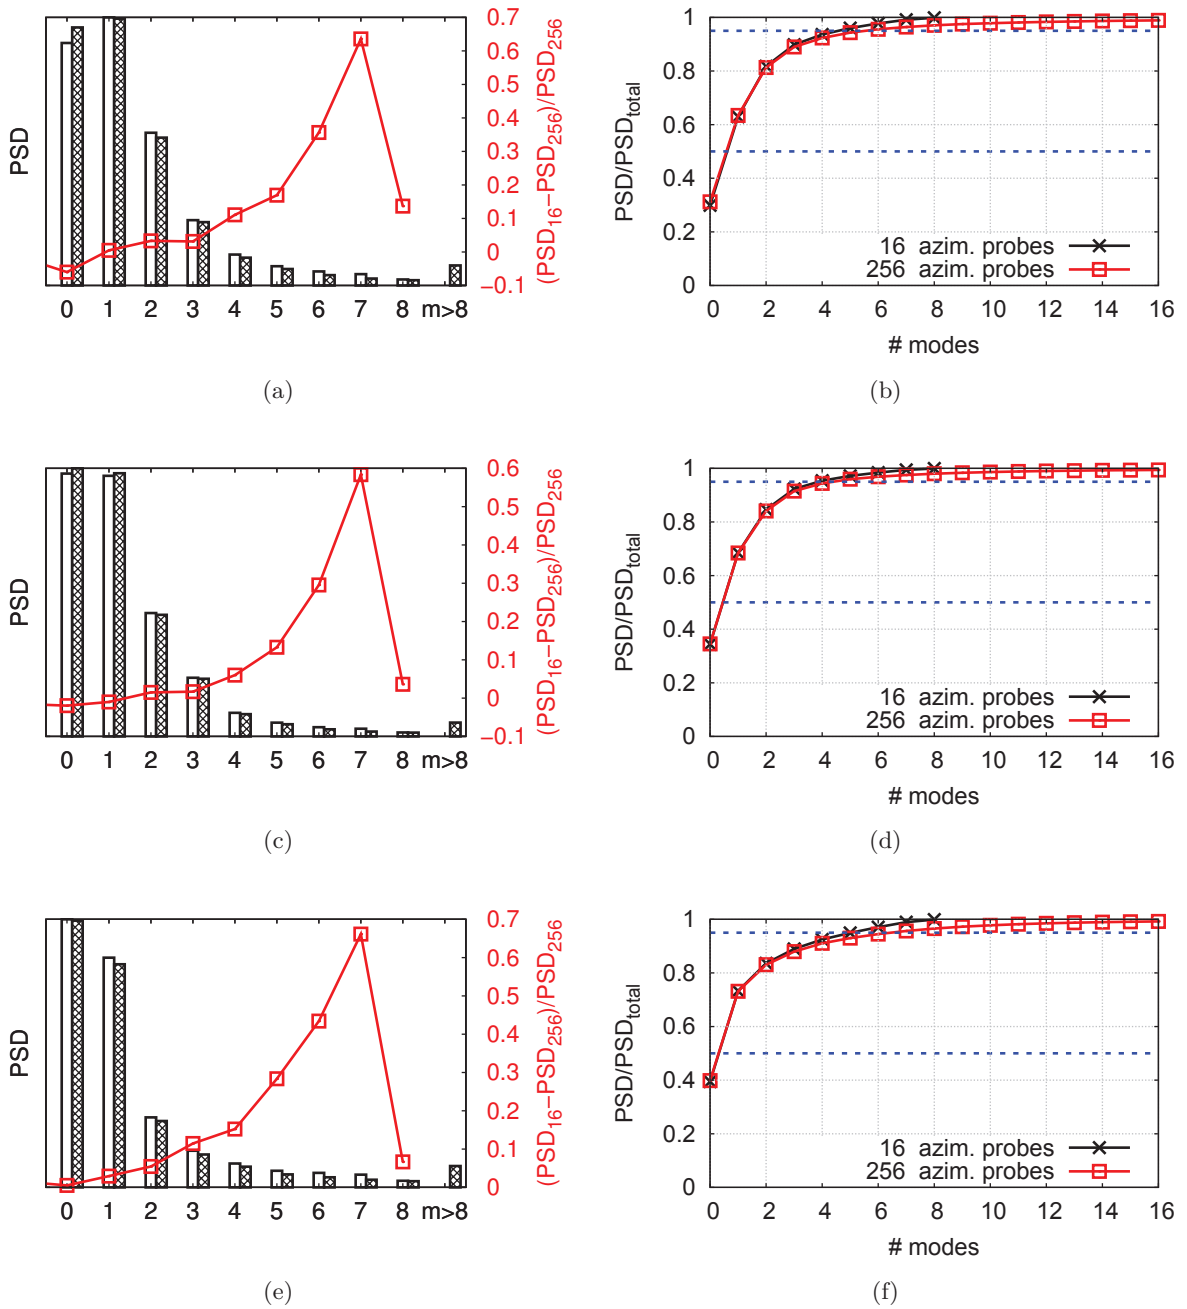 PSD
0 1 2 3 4 5 6 7 8 m>8
0.7
0.6
0.5
0.4
0.3
0.2
0.1
0
−0.1
(PSD16−PSD256)/PSD256
(a)
PSD/PSDtotal
1
0.8
0.6
0.4
0.2
0
16 azim. probes
256 azim. probes
0 2 4 6 8 10 12 14 16
# modes
(b)
PSD
0 1 2 3 4 5 6 7 8 m>8
0.6
0.5
0.4
0.3
0.2
0.1
0
−0.1
(PSD16−PSD256)/PSD256
(c)
PSD/PSDtotal
1
0.8
0.6
0.4
0.2
0
16 azim. probes
256 azim. probes
0 2 4 6 8 10 12 14 16
# modes
(d)
PSD
0 1 2 3 4 5 6 7 8 m>8
0.7
0.6
0.5
0.4
0.3
0.2
0.1
0
(PSD16−PSD256)/PSD256
(e)
PSD/PSDtotal
1
0.8
0.6
0.4
0.2
0
16 azim. probes
256 azim. probes
0 2 4 6 8 10 12 14 16
# modes
(f)